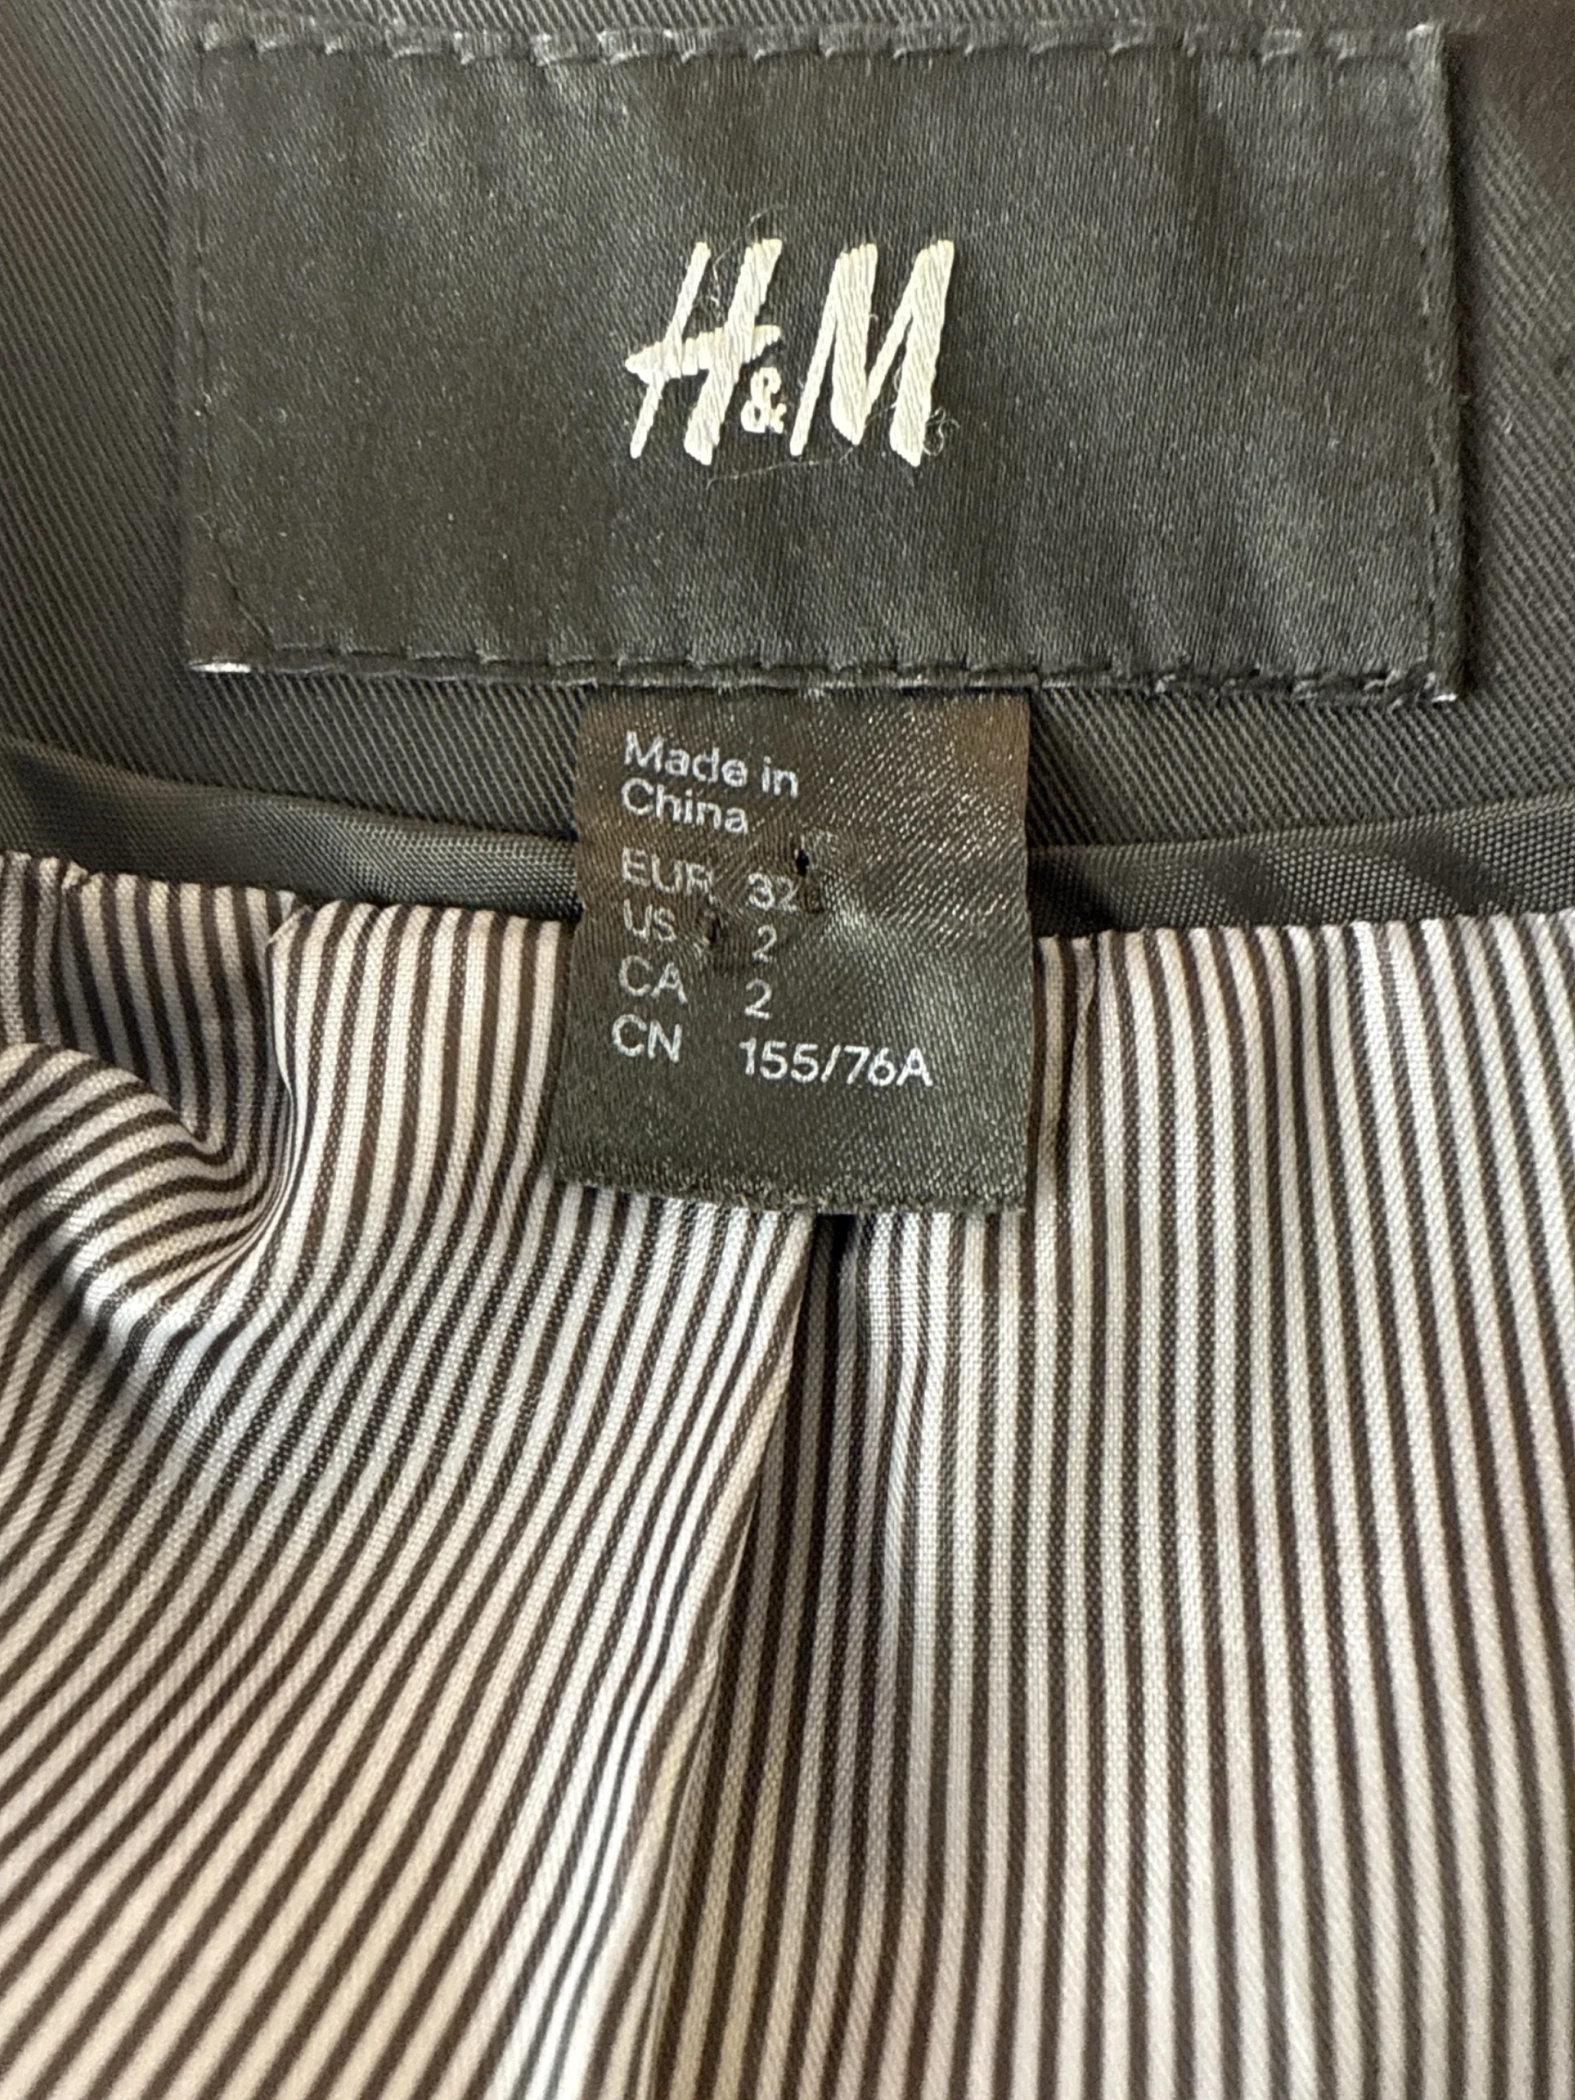 H&M
Made in
China
EUR 32
US 2
CA 2
CN 155/76A